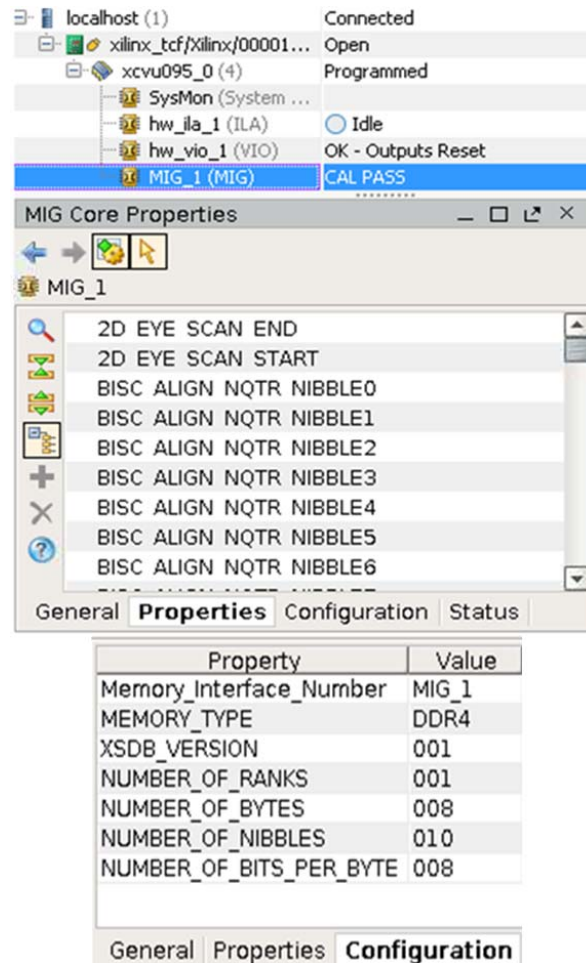 localhost (1) Connected
xilinx_tcf/Xilinx/00001... Open
xcvu095_0 (4) Programmed
SysMon (System ...
hw_ila_1 (ILA) Idle
hw_vio_1 (VIO) OK - Outputs Reset
MIG_1 (MIG) CAL PASS
MIG Core Properties
MIG_1
2D EYE SCAN END
2D EYE SCAN START
BISC ALIGN NQTR NIBBLE0
BISC ALIGN NQTR NIBBLE1
BISC ALIGN NQTR NIBBLE2
BISC ALIGN NQTR NIBBLE3
BISC ALIGN NQTR NIBBLE4
BISC ALIGN NQTR NIBBLE5
BISC ALIGN NQTR NIBBLE6
General Properties Configuration Status
Property Value
Memory_Interface_Number MIG_1
MEMORY_TYPE DDR4
XSDB_VERSION 001
NUMBER_OF_RANKS 001
NUMBER_OF_BYTES 008
NUMBER_OF_NIBBLES 010
NUMBER_OF_BITS_PER_BYTE 008
General Properties Configuration